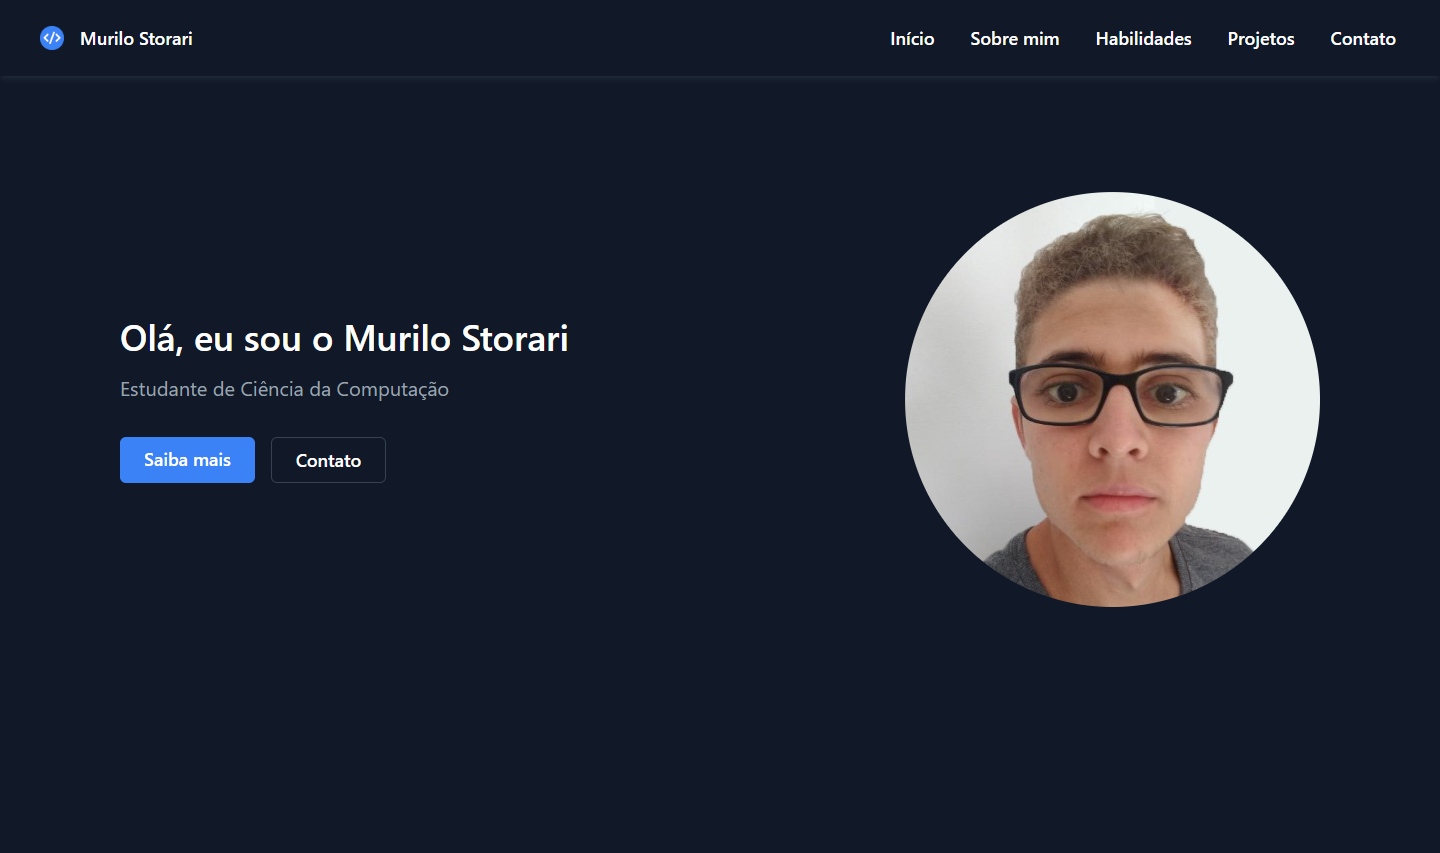 Murilo Storari
Início Sobre mim Habilidades Projetos Contato
Olá, eu sou o Murilo Storari
Estudante de Ciência da Computação
Saiba mais Contato